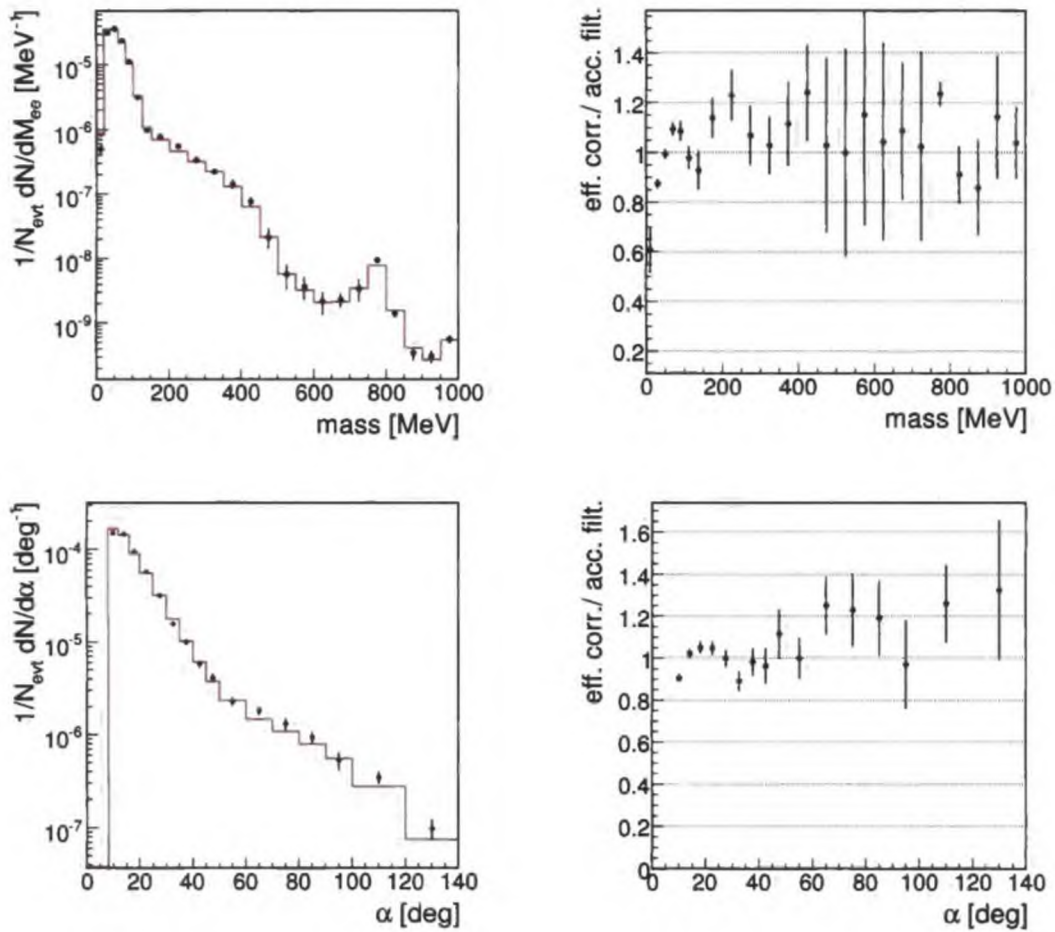 1/N_evt dN/dM_ee [MeV⁻¹]
10⁻⁵
10⁻⁶
10⁻⁷
10⁻⁸
10⁻⁹
0 200 400 600 800 1000
mass [MeV]
eff. corr./ acc. filt.
1.4
1.2
1
0.8
0.6
0.4
0.2
0 200 400 600 800 1000
mass [MeV]
1/N_evt dN/dα [deg⁻¹]
10⁻⁴
10⁻⁵
10⁻⁶
10⁻⁷
0 20 40 60 80 100 120 140
α [deg]
eff. corr./ acc. filt.
1.6
1.4
1.2
1
0.8
0.6
0.4
0.2
0
0 20 40 60 80 100 120 140
α [deg]